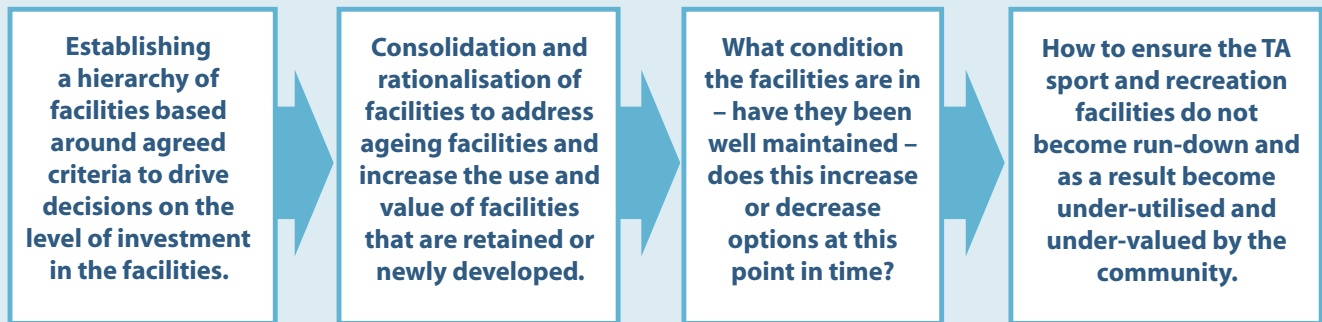 Establishing
a hierarchy of
facilities based
around agreed
criteria to drive
decisions on the
level of investment
in the facilities.
Consolidation and
rationalisation of
facilities to address
ageing facilities and
increase the use and
value of facilities
that are retained or
newly developed.
What condition
the facilities are in
– have they been
well maintained –
does this increase
or decrease
options at this
point in time?
How to ensure the TA
sport and recreation
facilities do not
become run-down and
as a result become
under-utilised and
under-valued by the
community.